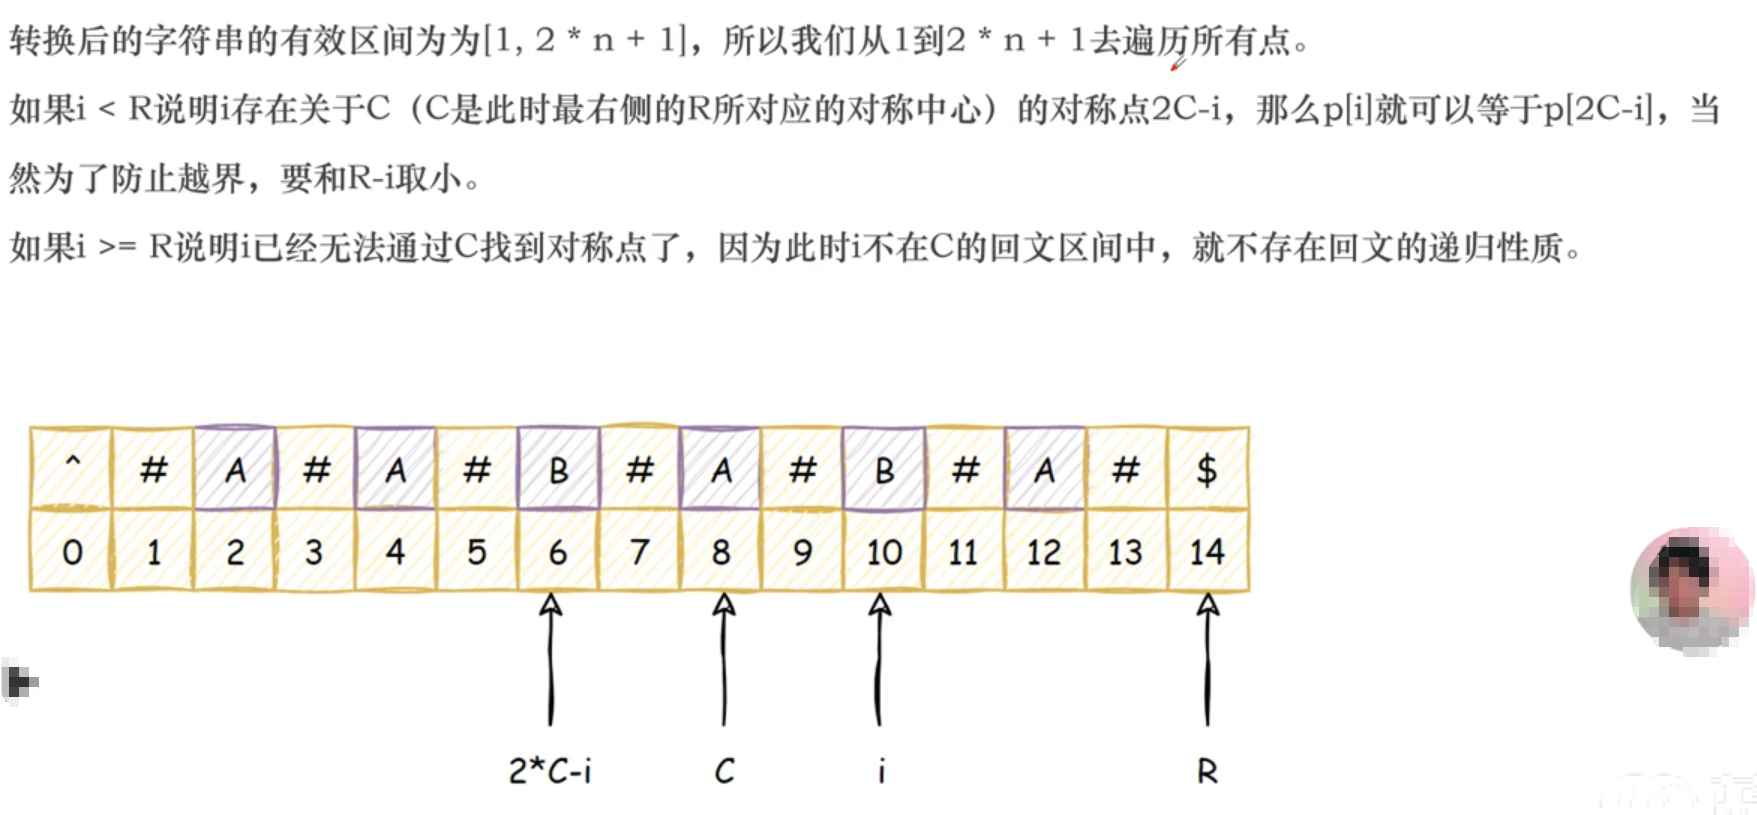 转换后的字符串的有效区间为为[1, 2 * n + 1]，所以我们从1到2 * n + 1去遍历所有点。
如果i < R说明i存在关于C（C是此时最右侧的R所对应的对称中心）的对称点2C-i，那么p[i]就可以等于p[2C-i]，当
然为了防止越界，要和R-i取小。
如果i >= R说明i已经无法通过C找到对称点了，因为此时i不在C的回文区间中，就不存在回文的递归性质。
^ # A # A # B # A # B # A # $
0 1 2 3 4 5 6 7 8 9 10 11 12 13 14
2*C-i C i R